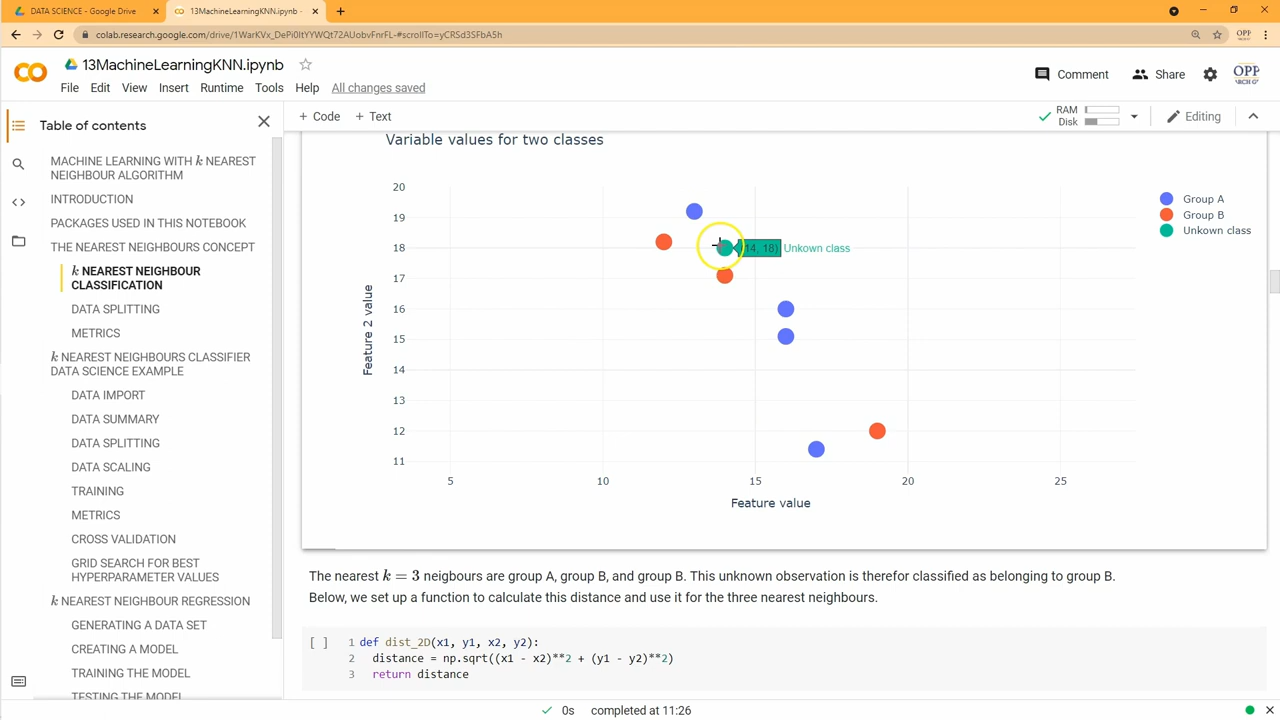 DATA SCIENCE - Google Drive
13MachineLearningKNN.ipynb -
colab.research.google.com/drive/1WarKVx_DePi0ItYYWQt72AUobvFnrFL-#scrollTo=yCRSd3SFbA5h
13MachineLearningKNN.ipynb
File Edit View Insert Runtime Tools Help All changes saved
Comment Share OPP
+ Code + Text
RAM
Disk
Editing
Table of contents
MACHINE LEARNING WITH k NEAREST
NEIGHBOUR ALGORITHM
INTRODUCTION
PACKAGES USED IN THIS NOTEBOOK
THE NEAREST NEIGHBOURS CONCEPT
k NEAREST NEIGHBOUR
CLASSIFICATION
DATA SPLITTING
METRICS
k NEAREST NEIGHBOURS CLASSIFIER
DATA SCIENCE EXAMPLE
DATA IMPORT
DATA SUMMARY
DATA SPLITTING
DATA SCALING
TRAINING
METRICS
CROSS VALIDATION
GRID SEARCH FOR BEST
HYPERPARAMETER VALUES
k NEAREST NEIGHBOUR REGRESSION
GENERATING A DATA SET
CREATING A MODEL
TRAINING THE MODEL
TESTING THE MODEL
Variable values for two classes
20
19
18
17
16
15
14
13
12
11
Feature 2 value
5 10 15 20 25
Feature value
(14, 18) Unkown class
Group A
Group B
Unknown class
The nearest k = 3 neigbours are group A, group B, and group B. This unknown observation is therefor classified as belonging to group B.
Below, we set up a function to calculate this distance and use it for the three nearest neighbours.
[ ] 1 def dist_2D(x1, y1, x2, y2):
2 distance = np.sqrt((x1 - x2)**2 + (y1 - y2)**2)
3 return distance
0s completed at 11:26